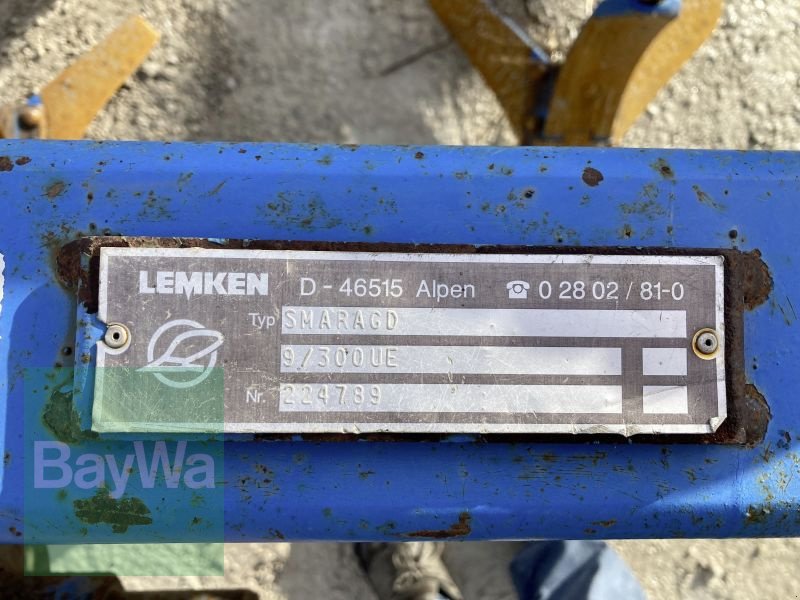 LEMKEN D - 46515 Alpen ☎ 0 28 02 / 81-0
Typ SMARAGD
9/300UE
Nr. 224789
BayWa